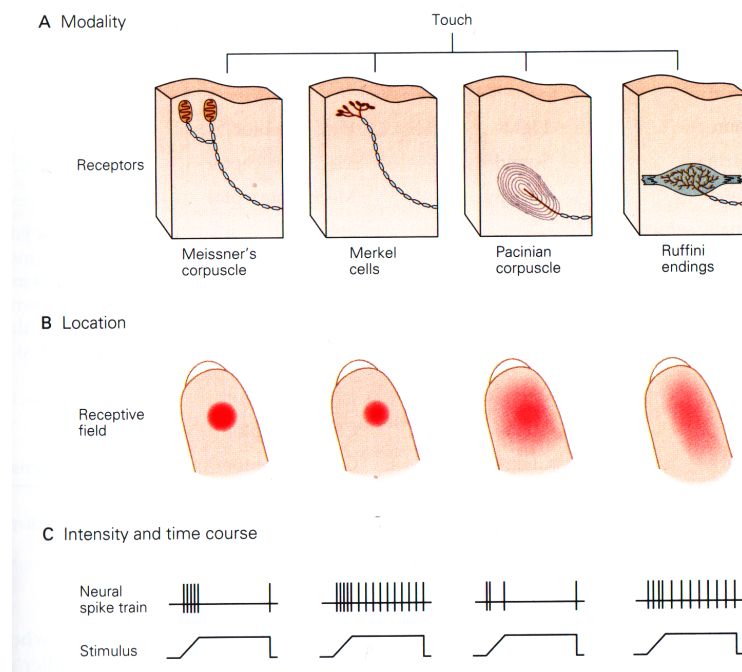 A Modality
Touch
Receptors
Meissner's
corpuscle
Merkel
cells
Pacinian
corpuscle
Ruffini
endings
B Location
Receptive
field
C Intensity and time course
Neural
spike train
Stimulus